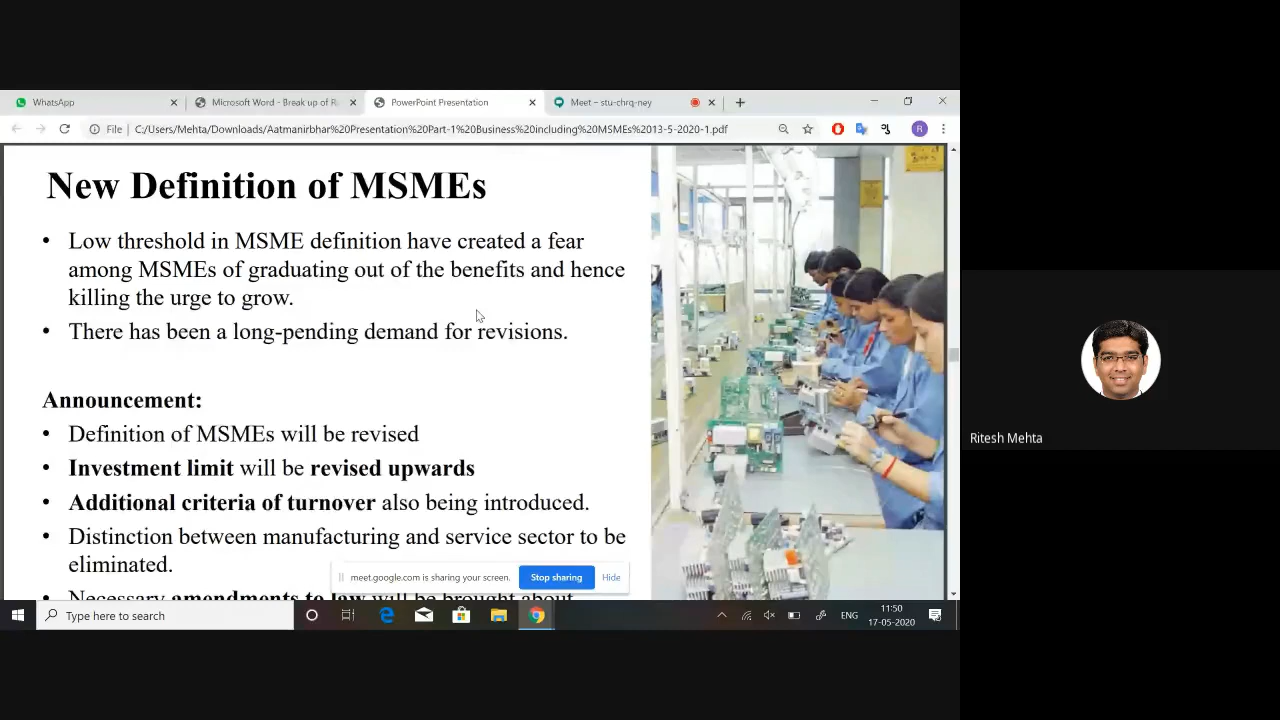 WhatsApp
Microsoft Word - Break up of R
PowerPoint Presentation
Meet – stu-chrq-ney
File
C:/Users/Mehta/Downloads/Aatmanirbhar%20Presentation%20Part-1%20Business%20including%20MSMEs%2013-5-2020-1.pdf
R
New Definition of MSMEs
• Low threshold in MSME definition have created a fear
among MSMEs of graduating out of the benefits and hence
killing the urge to grow.
• There has been a long-pending demand for revisions.
Announcement:
• Definition of MSMEs will be revised
• Investment limit will be revised upwards
• Additional criteria of turnover also being introduced.
• Distinction between manufacturing and service sector to be
eliminated.
meet.google.com is sharing your screen.
Stop sharing
Hide
• Necessary amendments to law will be brought about
Ritesh Mehta
Type here to search
ENG
11:50
17-05-2020